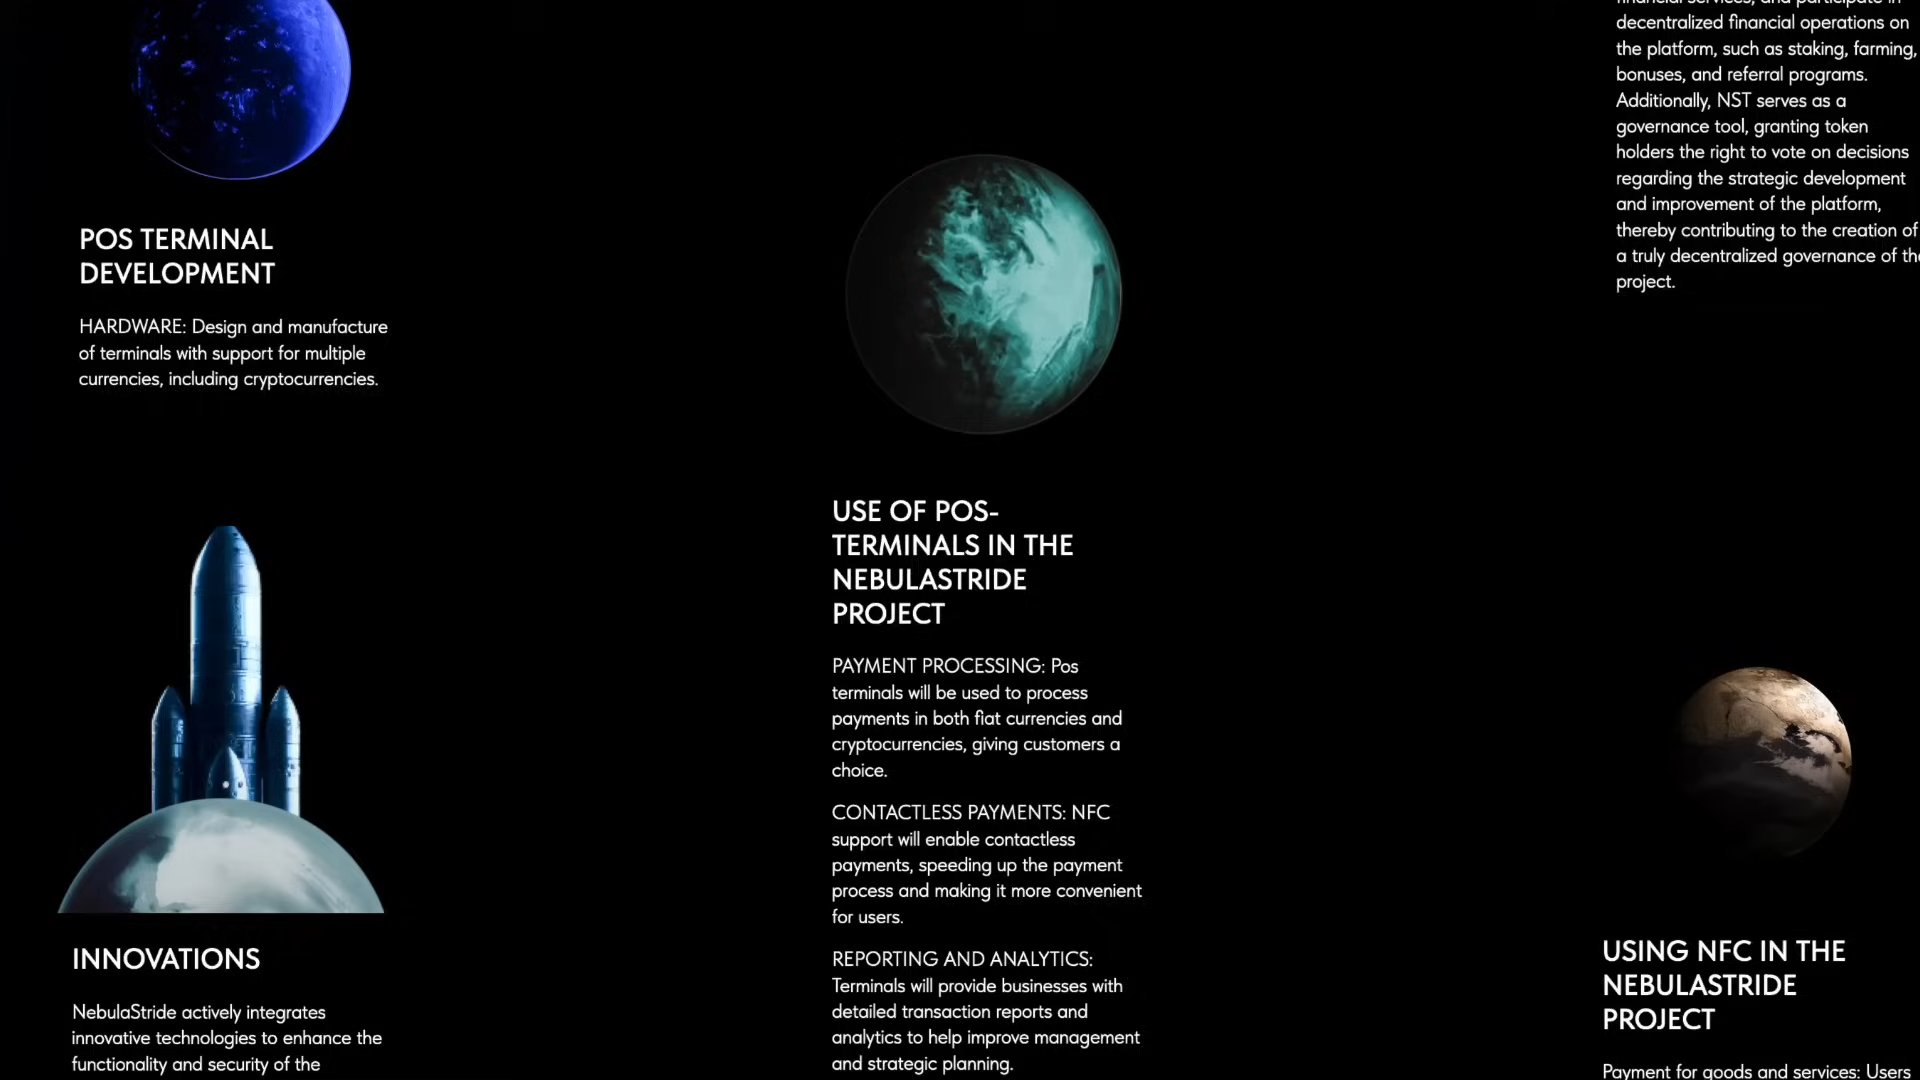 POS TERMINAL
DEVELOPMENT
HARDWARE: Design and manufacture
of terminals with support for multiple
currencies, including cryptocurrencies.
INNOVATIONS
NebulaStride actively integrates
innovative technologies to enhance the
functionality and security of the
USE OF POS-
TERMINALS IN THE
NEBULASTRIDE
PROJECT
PAYMENT PROCESSING: Pos
terminals will be used to process
payments in both fiat currencies and
cryptocurrencies, giving customers a
choice.
CONTACTLESS PAYMENTS: NFC
support will enable contactless
payments, speeding up the payment
process and making it more convenient
for users.
REPORTING AND ANALYTICS:
Terminals will provide businesses with
detailed transaction reports and
analytics to help improve management
and strategic planning.
financial services, and participate in
decentralized financial operations on
the platform, such as staking, farming,
bonuses, and referral programs.
Additionally, NST serves as a
governance tool, granting token
holders the right to vote on decisions
regarding the strategic development
and improvement of the platform,
thereby contributing to the creation of
a truly decentralized governance of the
project.
USING NFC IN THE
NEBULASTRIDE
PROJECT
Payment for goods and services: Users